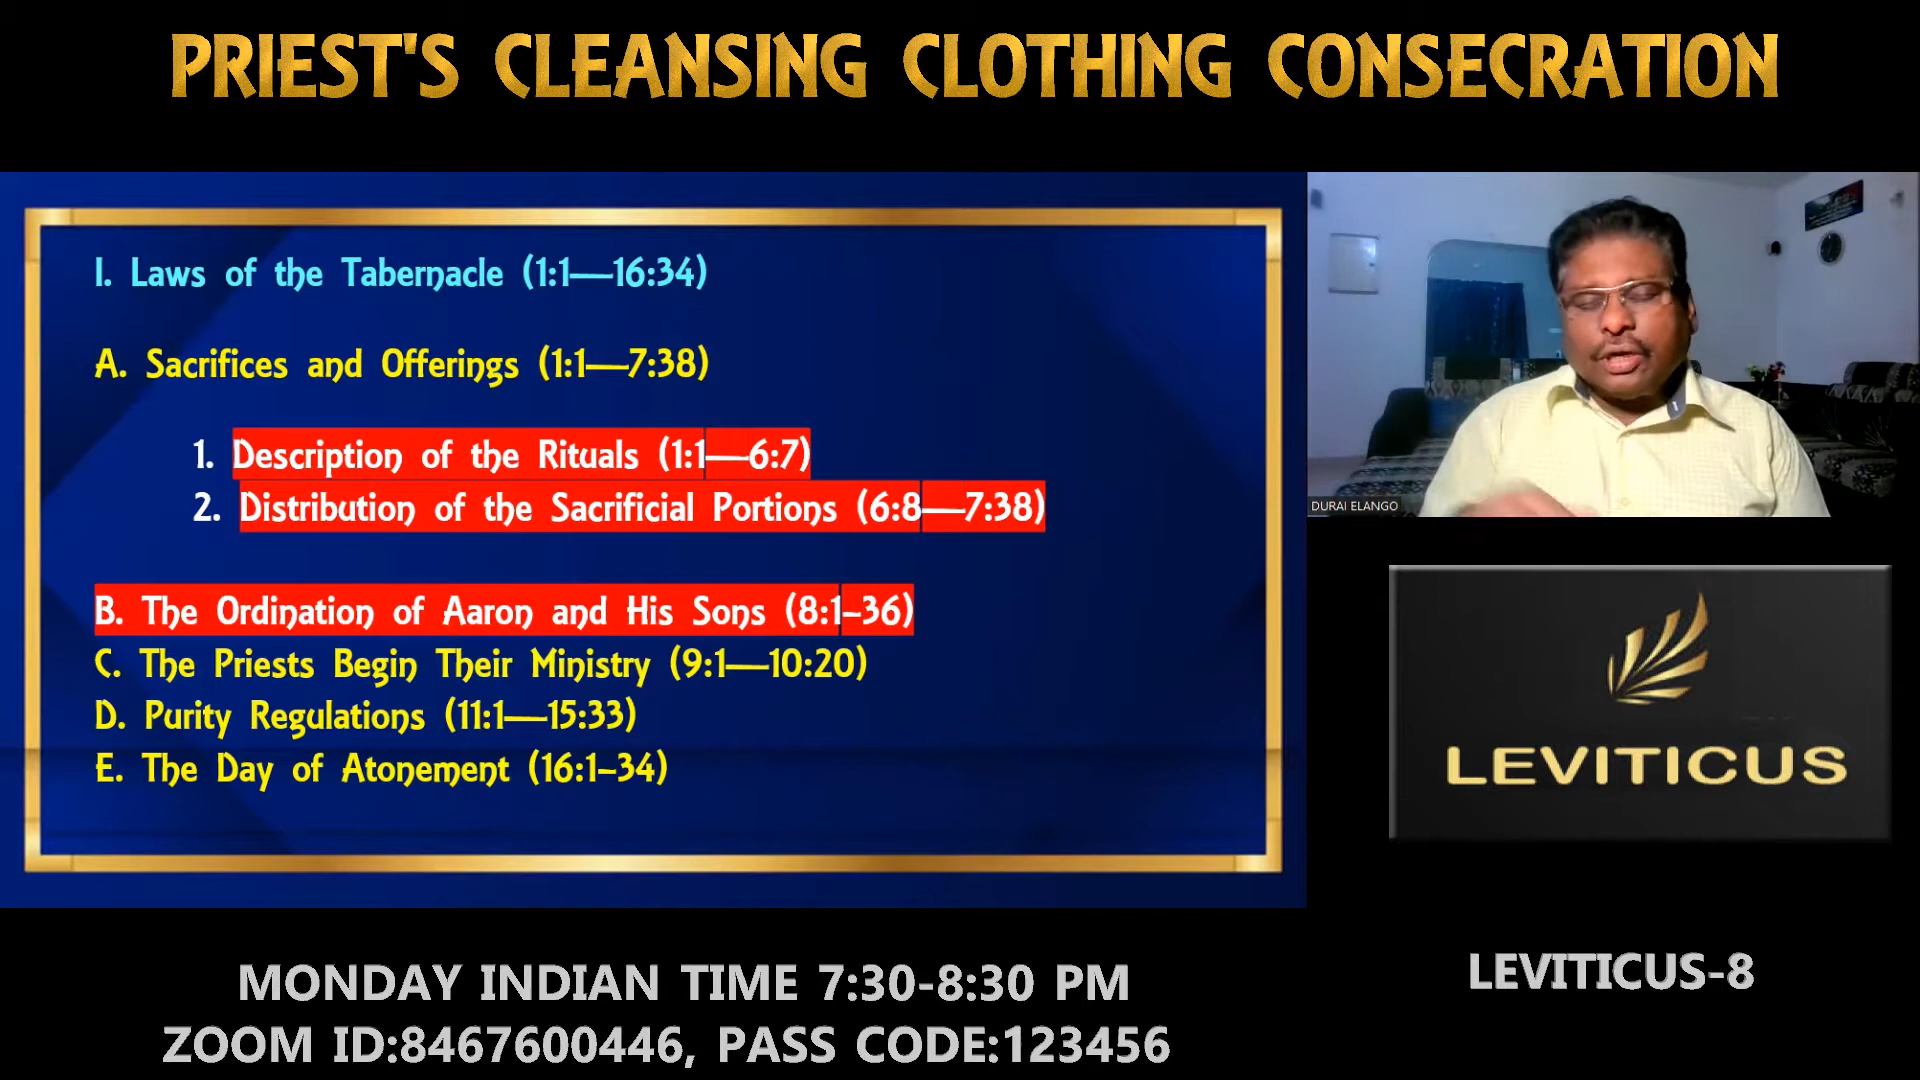 PRIEST'S CLEANSING CLOTHING CONSECRATION
I. Laws of the Tabernacle (1:1—16:34)
A. Sacrifices and Offerings (1:1—7:38)
1. Description of the Rituals (1:1—6:7)
2. Distribution of the Sacrificial Portions (6:8—7:38)
B. The Ordination of Aaron and His Sons (8:1–36)
C. The Priests Begin Their Ministry (9:1—10:20)
D. Purity Regulations (11:1—15:33)
E. The Day of Atonement (16:1–34)
DURAI ELANGO
LEVITICUS
LEVITICUS-8
MONDAY INDIAN TIME 7:30-8:30 PM
ZOOM ID:8467600446, PASS CODE:123456